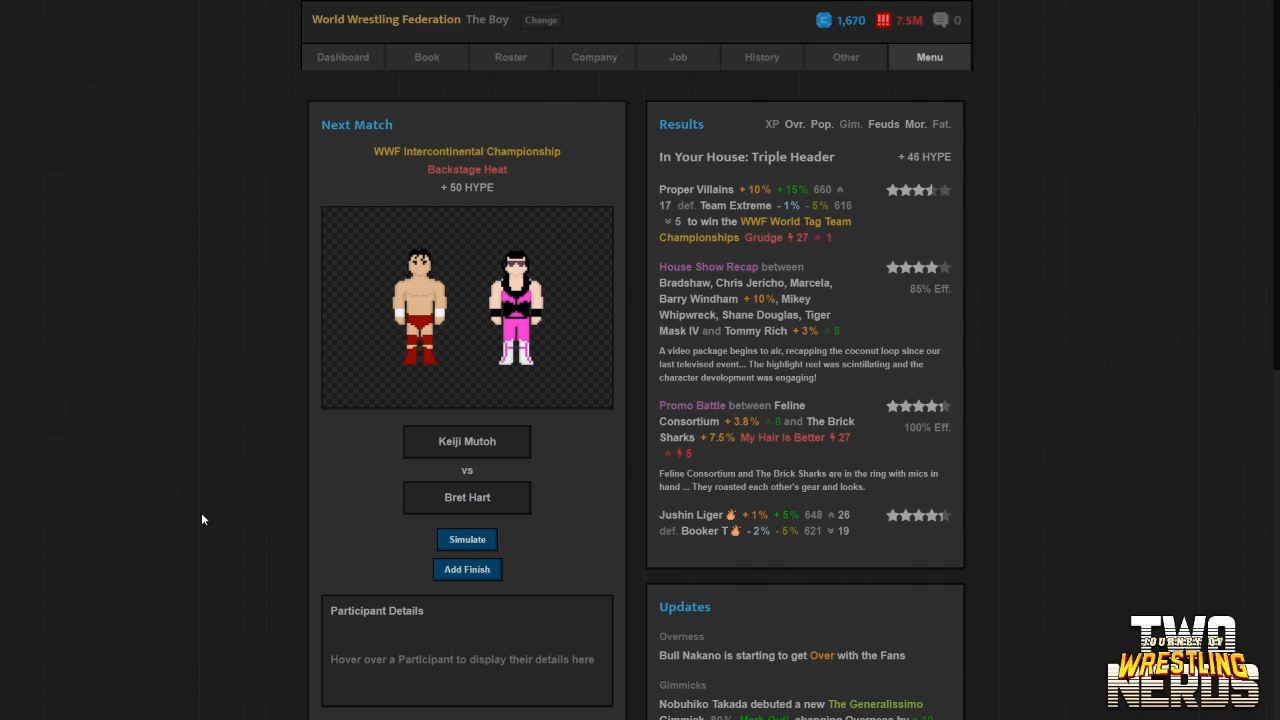 World Wrestling Federation The Boy Change
1,670 7.5M 0
Dashboard Book Roster Company Job History Other Menu
Next Match
WWF Intercontinental Championship
Backstage Heat
+ 50 HYPE
Keiji Mutoh
vs
Bret Hart
Simulate
Add Finish
Participant Details
Hover over a Participant to display their details here
Results XP Ovr. Pop. Gim. Feuds Mor. Fat.
In Your House: Triple Header + 46 HYPE
Proper Villains + 10% + 15% 660
17 def. Team Extreme - 1% - 5% 616
5 to win the WWF World Tag Team
Championships Grudge 27 1
House Show Recap between
85% Eff.
Bradshaw, Chris Jericho, Marcela,
Barry Windham + 10%, Mikey
Whipwreck, Shane Douglas, Tiger
Mask IV and Tommy Rich + 3% 8
A video package begins to air, recapping the coconut loop since our
last televised event... The highlight reel was scintillating and the
character development was engaging!
Promo Battle between Feline
Consortium + 3.8% 8 and The Brick
100% Eff.
Sharks + 7.5% My Hair Is Better 27
5
Feline Consortium and The Brick Sharks are in the ring with mics in
hand ... They roasted each other's gear and looks.
Jushin Liger + 1% + 5% 648 26
def. Booker T - 2% - 5% 621 19
Updates
Overness
Bull Nakano is starting to get Over with the Fans
Gimmicks
Nobuhiko Takada debuted a new The Generalissimo
Gimmick 80% Mark Out! changing Overness by + 10
TWO
JOURNEY OF
WRESTLING
NERDS